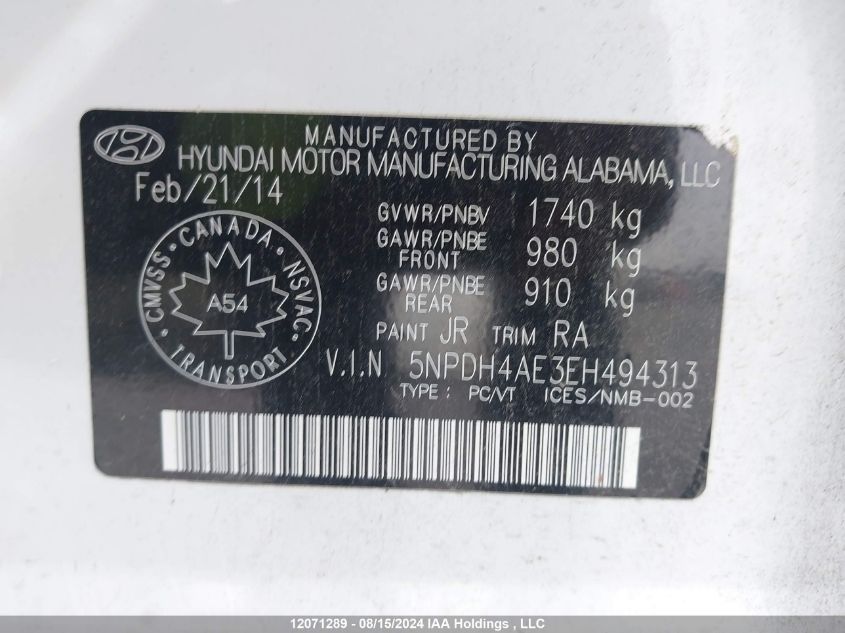 MANUFACTURED BY
HYUNDAI MOTOR MANUFACTURING ALABAMA, LLC
Feb/21/14
GVWR/PNBV 1740 kg
GAWR/PNBE FRONT 980 kg
GAWR/PNBE REAR 910 kg
PAINT JR TRIM RA
V.I.N 5NPDH4AE3EH494313
TYPE : PC/VT ICES/NMB-002
CMVSS • CANADA • NSVAC • TRANSPORT •
A54
12071289 - 08/15/2024 IAA Holdings , LLC